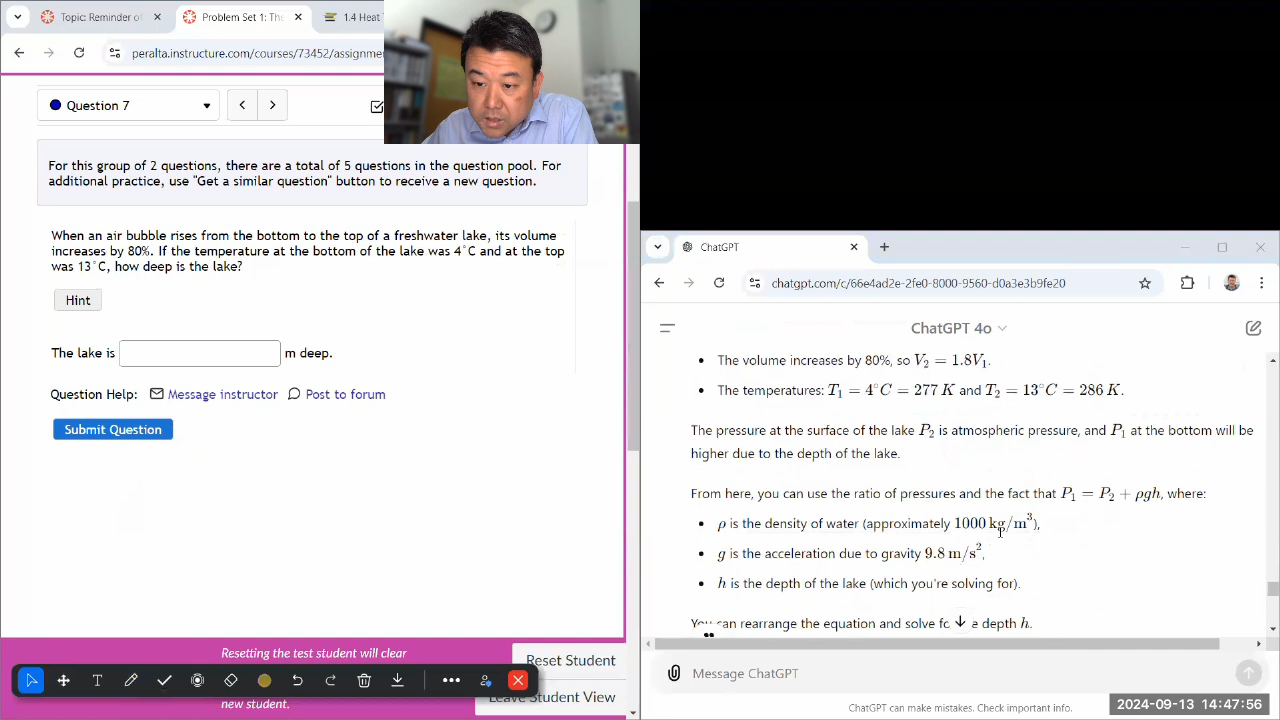 Topic: Reminder of
Problem Set 1: The
1.4 Heat
peralta.instructure.com/courses/73452/assignme
Question 7
For this group of 2 questions, there are a total of 5 questions in the question pool. For
additional practice, use "Get a similar question" button to receive a new question.
When an air bubble rises from the bottom to the top of a freshwater lake, its volume
increases by 80%. If the temperature at the bottom of the lake was 4°C and at the top
was 13°C, how deep is the lake?
Hint
The lake is m deep.
Question Help: Message instructor Post to forum
Submit Question
Resetting the test student will clear
new student.
Reset Student
Leave Student View
ChatGPT
chatgpt.com/c/66e4ad2e-2fe0-8000-9560-d0a3e3b9fe20
ChatGPT 4o
• The volume increases by 80%, so V₂ = 1.8V₁.
• The temperatures: T₁ = 4°C = 277 K and T₂ = 13°C = 286 K.
The pressure at the surface of the lake P₂ is atmospheric pressure, and P₁ at the bottom will be
higher due to the depth of the lake.
From here, you can use the ratio of pressures and the fact that P₁ = P₂ + ρgh, where:
• ρ is the density of water (approximately 1000 kg/m³),
• g is the acceleration due to gravity 9.8 m/s²,
• h is the depth of the lake (which you're solving for).
You can rearrange the equation and solve fo e depth h.
Message ChatGPT
ChatGPT can make mistakes. Check important info.
2024-09-13 14:47:56